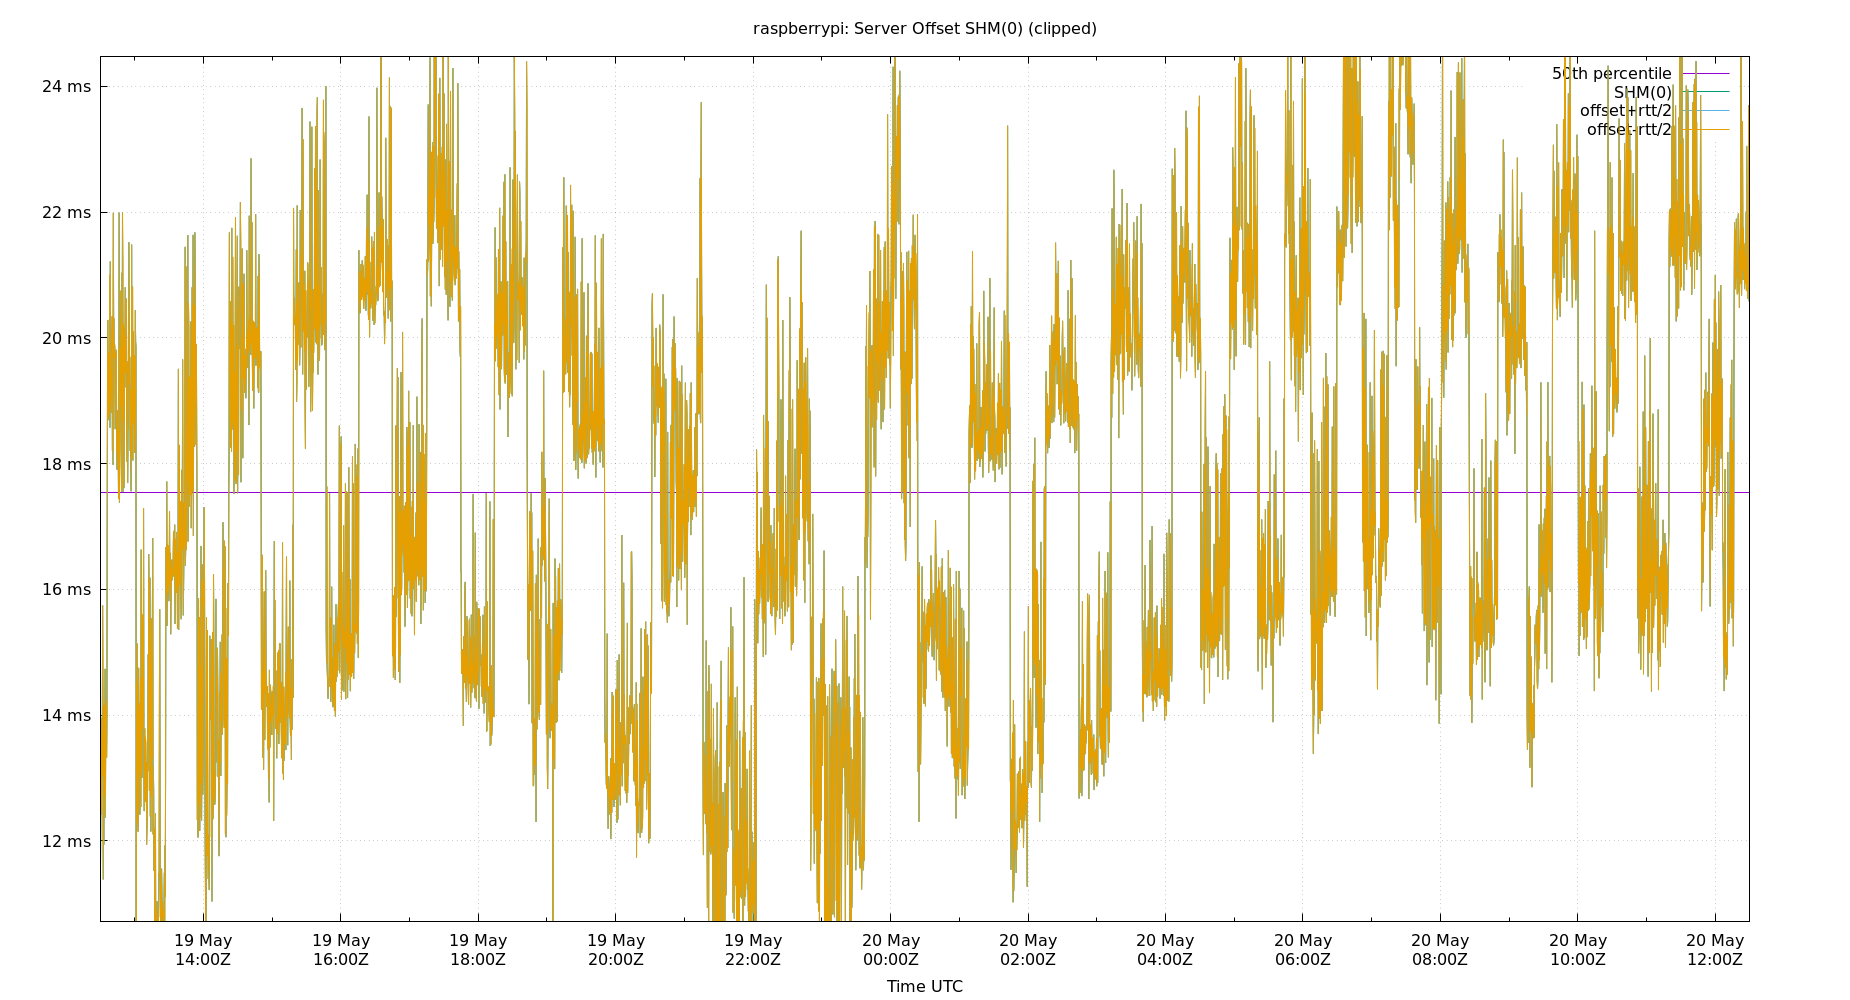 raspberrypi: Server Offset SHM(0) (clipped)
50th percentile
SHM(0)
offset+rtt/2
offset-rtt/2
24 ms
22 ms
20 ms
18 ms
16 ms
14 ms
12 ms
19 May 19 May 19 May 19 May 19 May 20 May 20 May 20 May 20 May 20 May 20 May 20 May
14:00Z 16:00Z 18:00Z 20:00Z 22:00Z 00:00Z 02:00Z 04:00Z 06:00Z 08:00Z 10:00Z 12:00Z
Time UTC